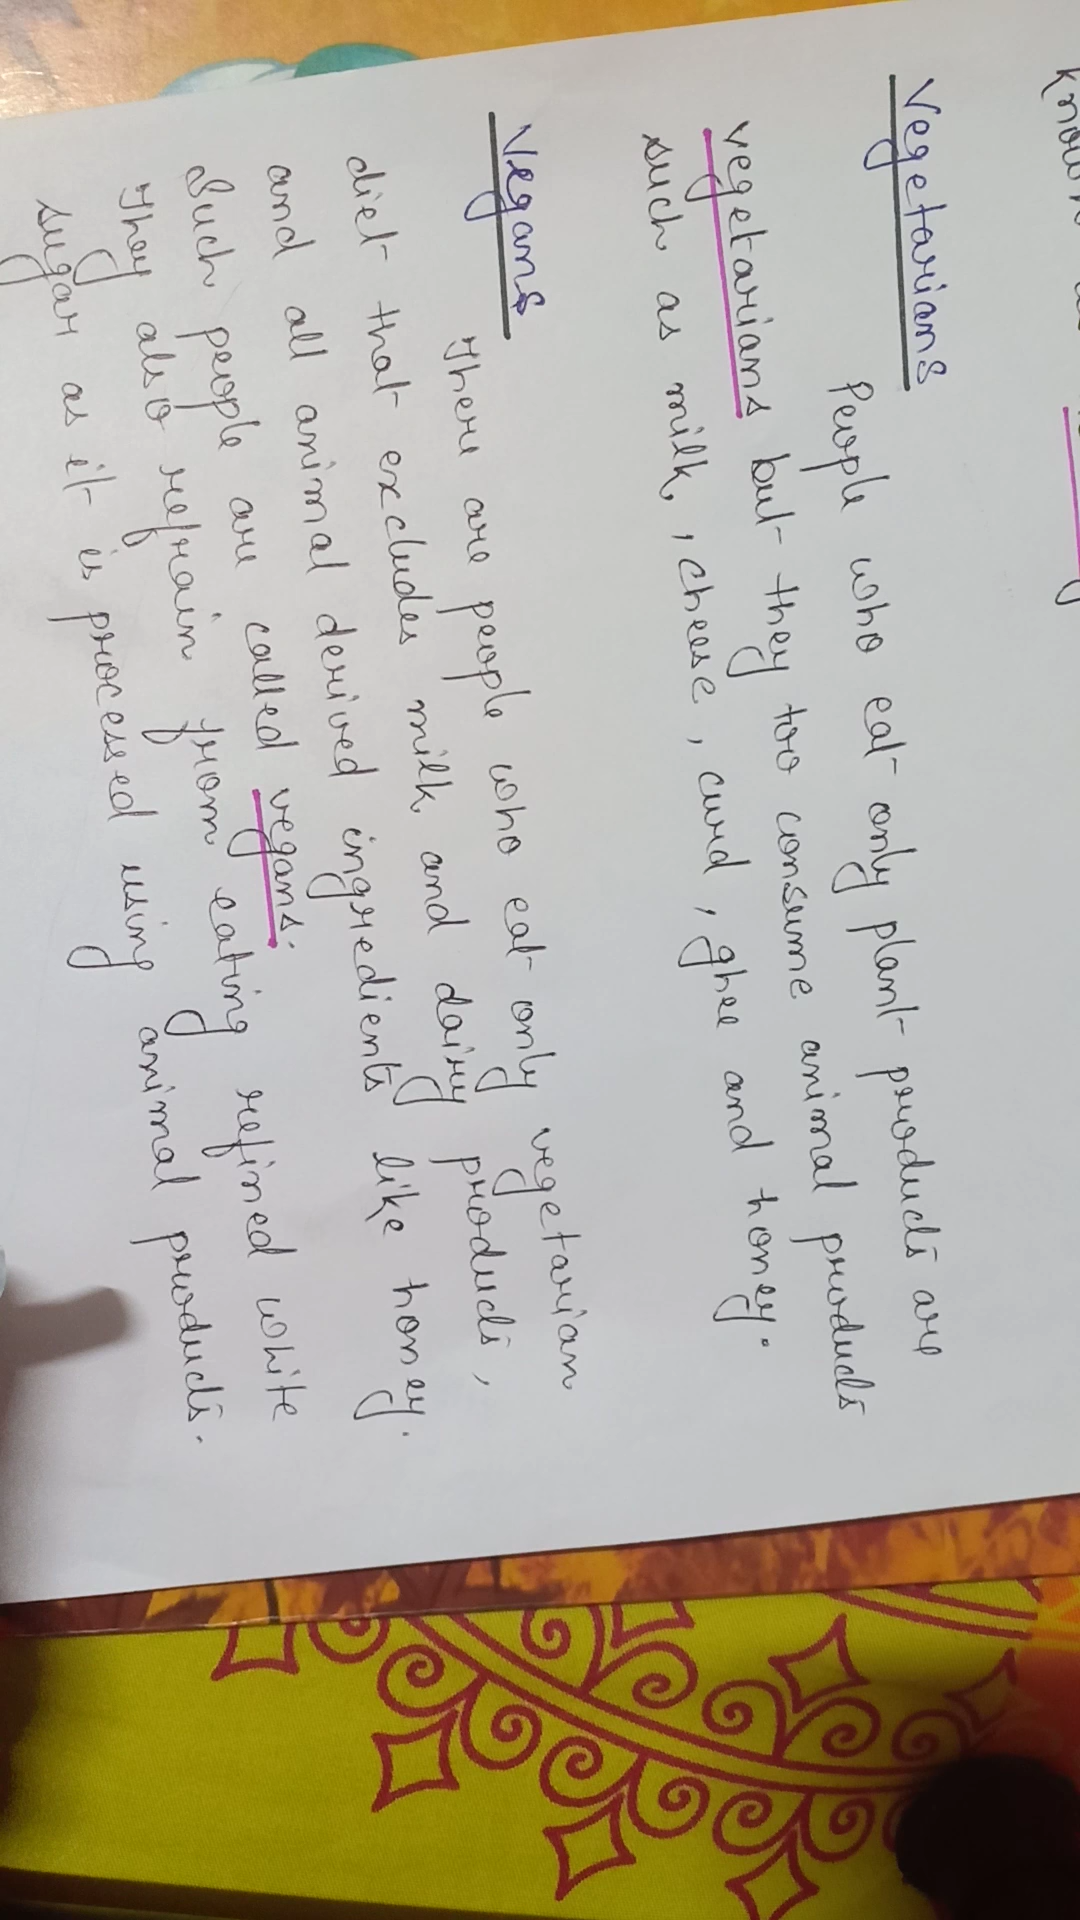 Vegetarians
People who eat only plant products are
vegetarians but they too consume animal products
such as milk, cheese, curd, ghee and honey.
Vegans
There are people who eat only vegetarian
diet that excludes milk and dairy products,
and all animal derived ingredients like honey.
Such people are called vegans.
They also refrain from eating refined white
sugar as it is processed using animal products.